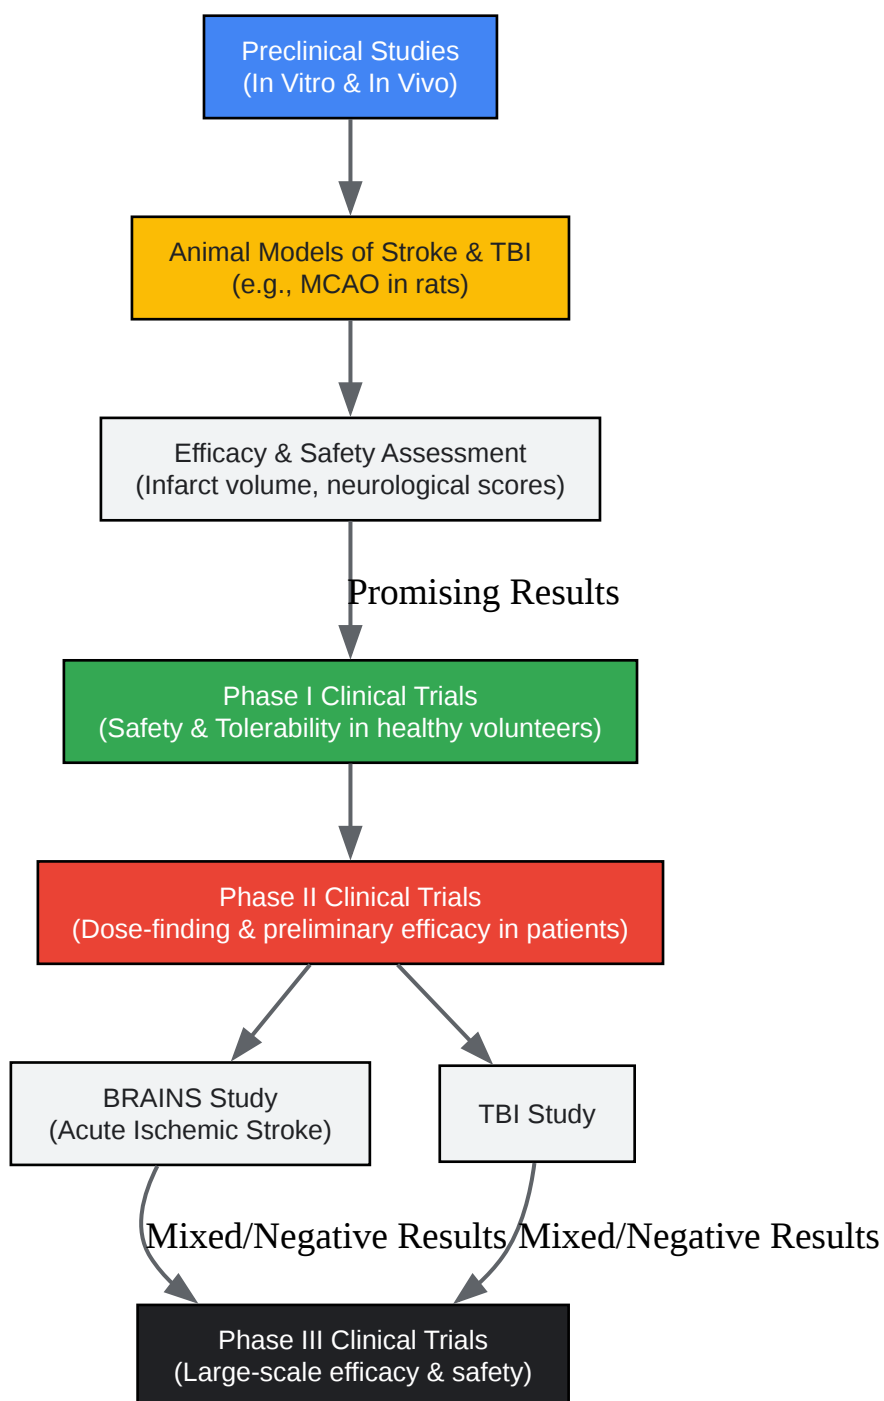 Preclinical Studies
(In Vitro & In Vivo)
Animal Models of Stroke & TBI
(e.g., MCAO in rats)
Efficacy & Safety Assessment
(Infarct volume, neurological scores)
Promising Results
Phase I Clinical Trials
(Safety & Tolerability in healthy volunteers)
Phase II Clinical Trials
(Dose-finding & preliminary efficacy in patients)
BRAINS Study
(Acute Ischemic Stroke)
TBI Study
Mixed/Negative Results
Mixed/Negative Results
Phase III Clinical Trials
(Large-scale efficacy & safety)